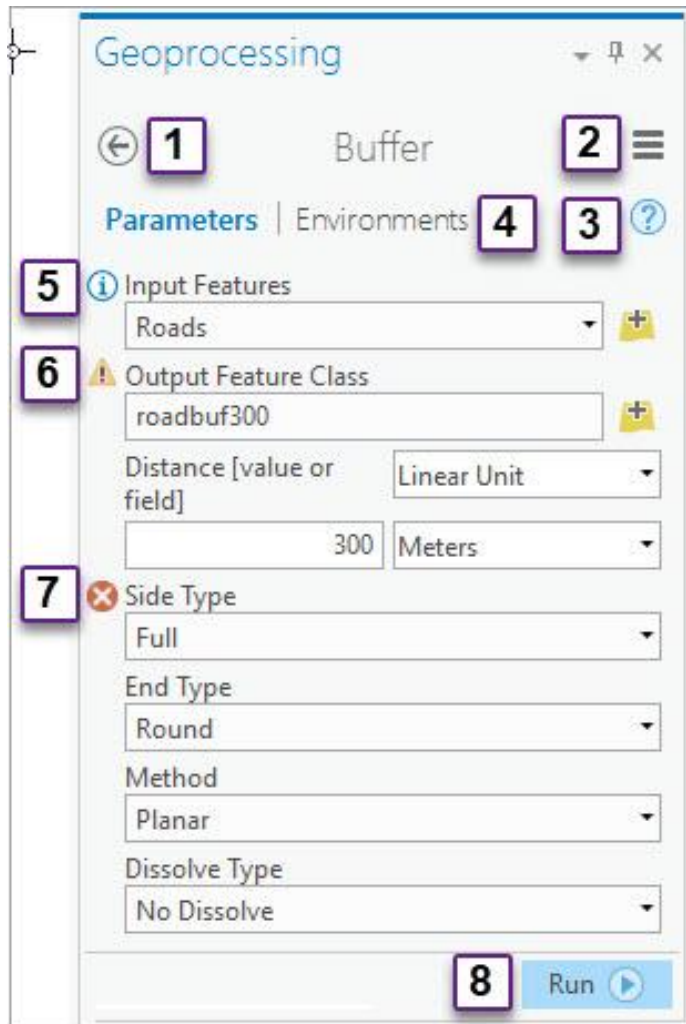 Geoprocessing
1 Buffer 2
Parameters | Environments 4 3 ?
5 Input Features
Roads
6 Output Feature Class
roadbuf300
Distance [value or
field]
Linear Unit
300 Meters
7 Side Type
Full
End Type
Round
Method
Planar
Dissolve Type
No Dissolve
8 Run